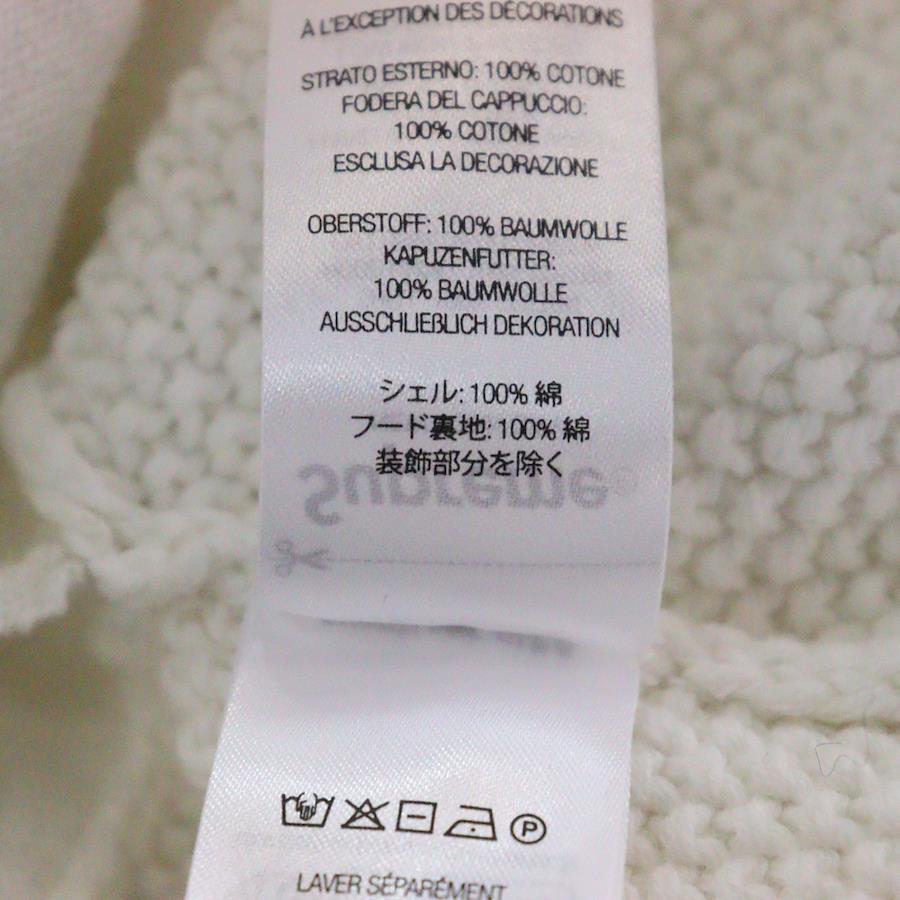 À L'EXCEPTION DES DÉCORATIONS
STRATO ESTERNO: 100% COTONE
FODERA DEL CAPPUCCIO:
100% COTONE
ESCLUSA LA DECORAZIONE
OBERSTOFF: 100% BAUMWOLLE
KAPUZENFUTTER:
100% BAUMWOLLE
AUSSCHLIEßLICH DEKORATION
シェル: 100% 綿
フード裏地: 100% 綿
装飾部分を除く
Supreme®
P
LAVER SÉPARÉMENT